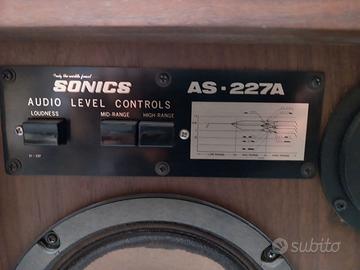 "only the worlds finest"
SONICS
AS-227A
AUDIO LEVEL CONTROLS
LOUDNESS
MID-RANGE
HIGH-RANGE
subito